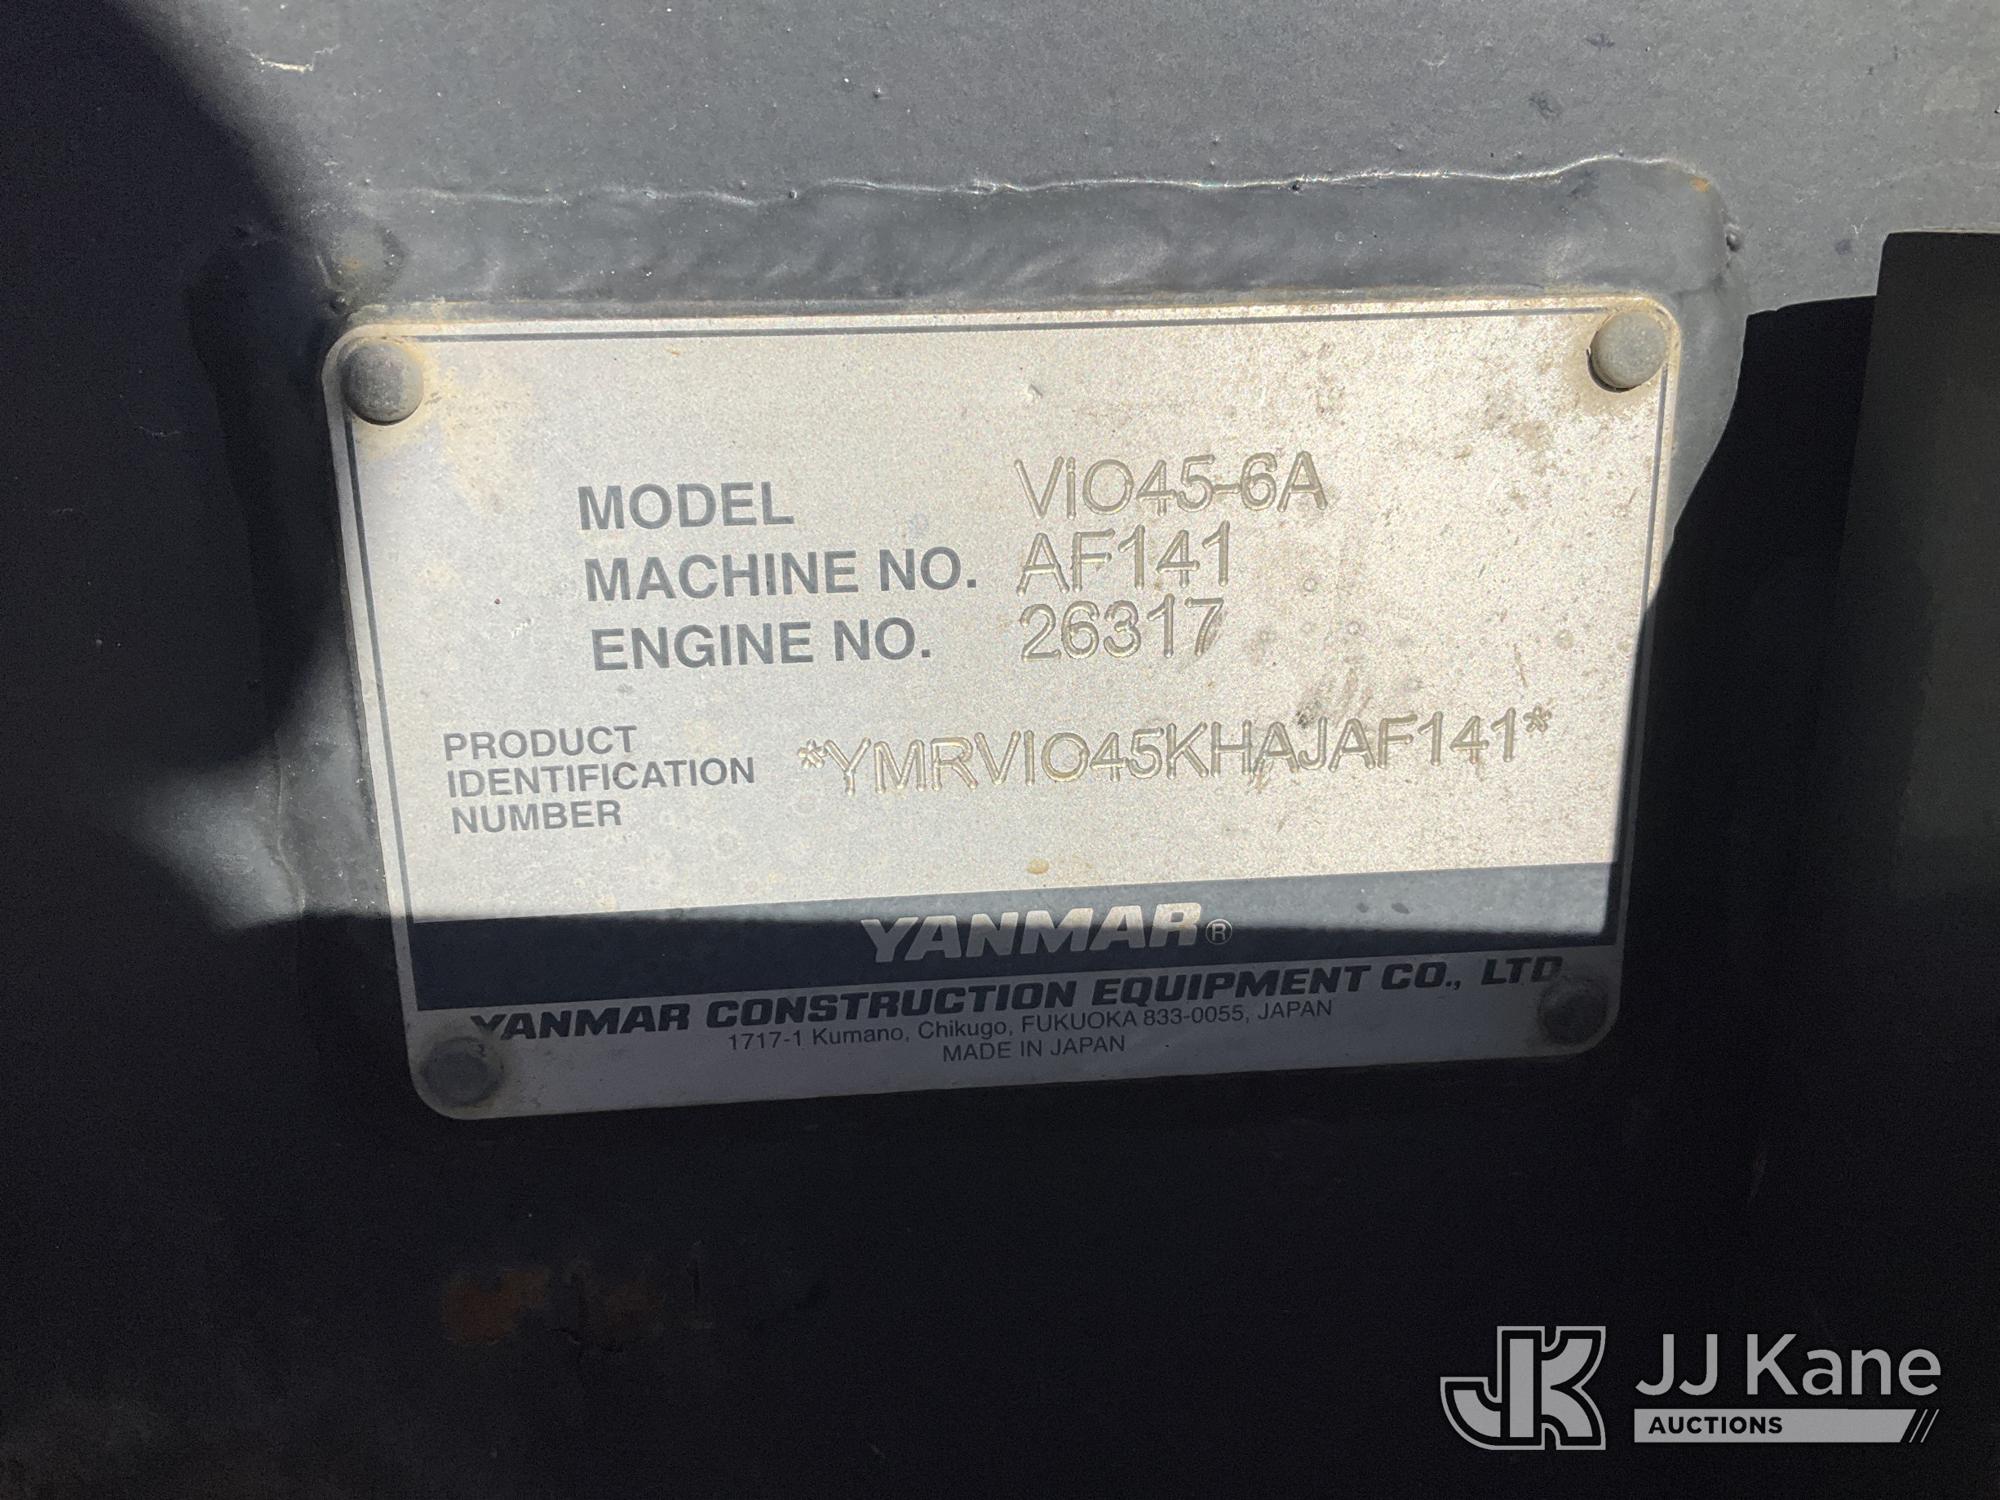 MODEL ViO45-6A
MACHINE NO. AF141
ENGINE NO. 26317
PRODUCT
IDENTIFICATION
NUMBER
*YMRVIO45KHAJAF141*
YANMAR®
YANMAR CONSTRUCTION EQUIPMENT CO., LTD
1717-1 Kumano, Chikugo, FUKUOKA 833-0055, JAPAN
MADE IN JAPAN
JK JJ Kane
AUCTIONS